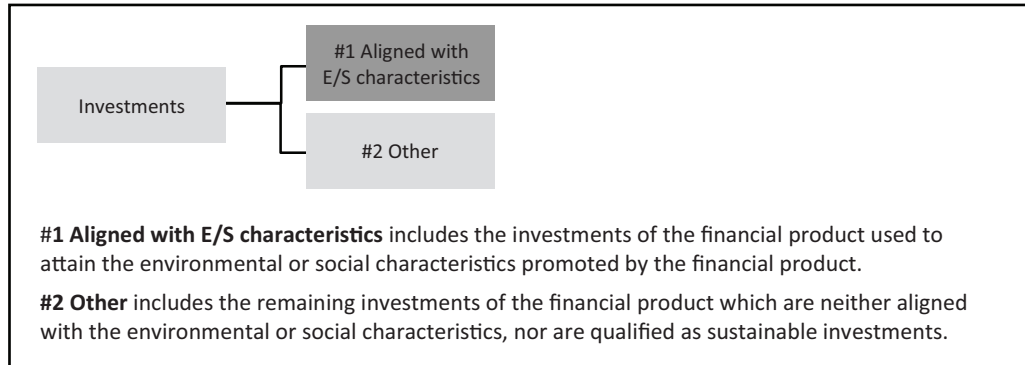 #1 Aligned with
E/S characteristics
Investments
#2 Other
#1 Aligned with E/S characteristics includes the investments of the financial product used to
attain the environmental or social characteristics promoted by the financial product.
#2 Other includes the remaining investments of the financial product which are neither aligned
with the environmental or social characteristics, nor are qualified as sustainable investments.